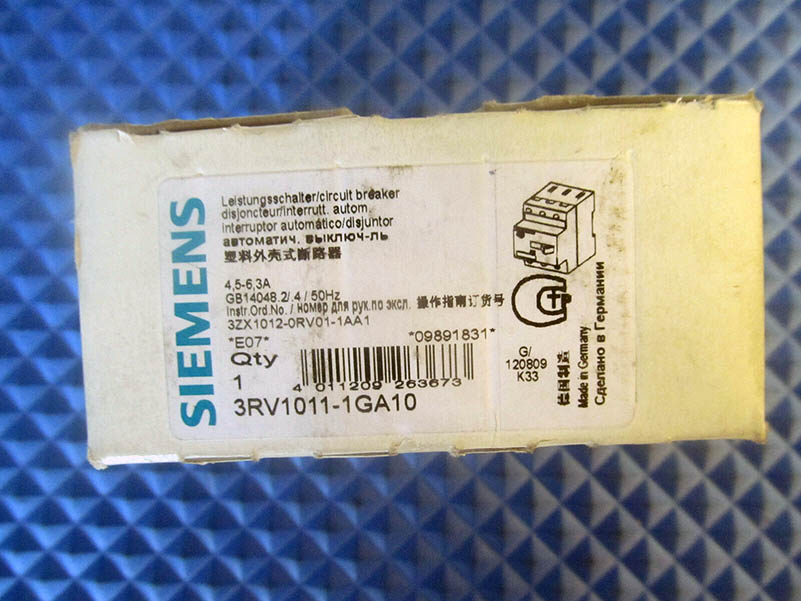 SIEMENS
Leistungsschalter/circuit breaker
disjoncteur/interrutt. autom.
interruptor automático/disjuntor
автоматич. выключ-ль
塑料外壳式断路器
4,5-6,3A
GB14048.2/.4 / 50Hz
Instr.Ord.No. / номер для рук.по экспл. 操作指南订货号
3ZX1012-0RV01-1AA1
*E07* *09891831*
Qty
1
4 011209 263673
3RV1011-1GA10
G/
120809
K33
德国制造
Made in Germany
Сделано в Германии